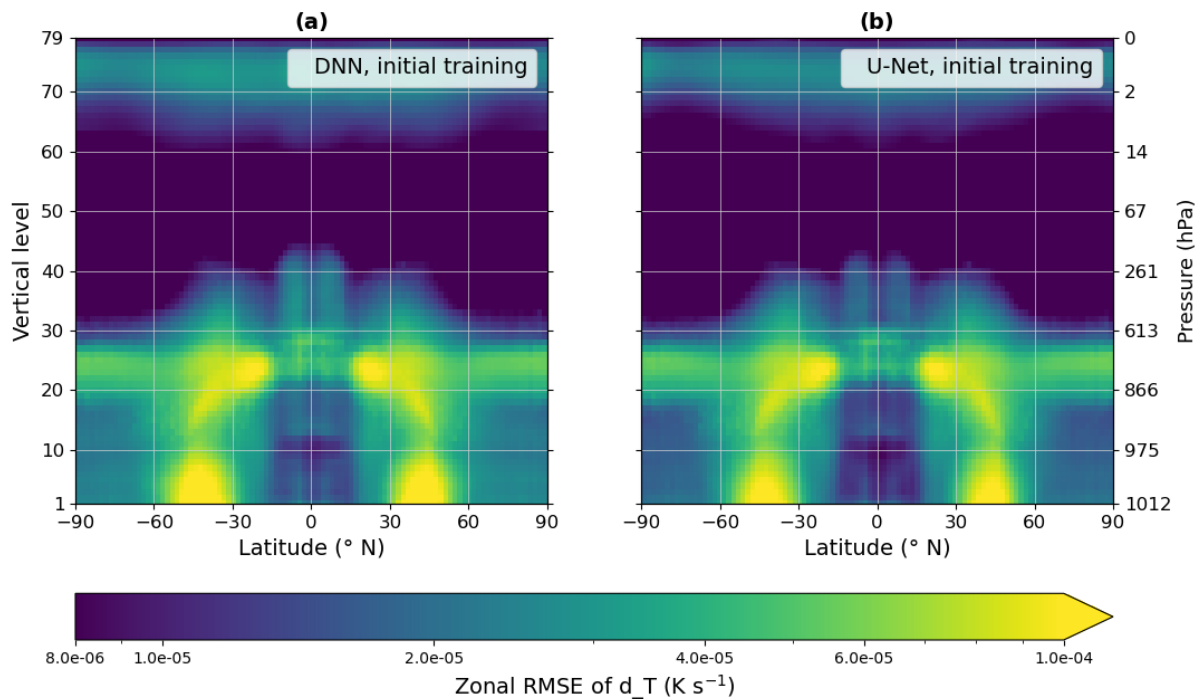 (a)
(b)
DNN, initial training
U-Net, initial training
79
70
60
50
40
30
20
10
1
Vertical level
0
2
14
67
261
613
866
975
1012
Pressure (hPa)
−90 −60 −30 0 30 60 90
−90 −60 −30 0 30 60 90
Latitude (° N)
Latitude (° N)
8.0e-06 1.0e-05 2.0e-05 4.0e-05 6.0e-05 1.0e-04
Zonal RMSE of d_T (K s⁻¹)